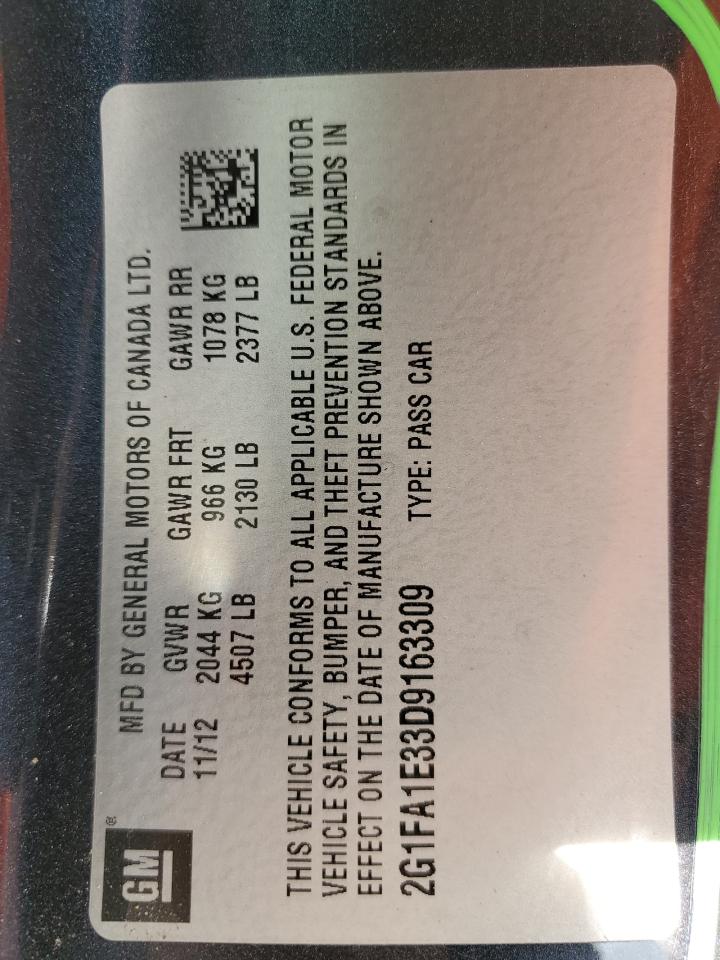 GM®
MFD BY GENERAL MOTORS OF CANADA LTD.
DATE GVWR GAWR FRT GAWR RR
11/12 2044 KG 966 KG 1078 KG
4507 LB 2130 LB 2377 LB
THIS VEHICLE CONFORMS TO ALL APPLICABLE U.S. FEDERAL MOTOR
VEHICLE SAFETY, BUMPER, AND THEFT PREVENTION STANDARDS IN
EFFECT ON THE DATE OF MANUFACTURE SHOWN ABOVE.
2G1FA1E33D9163309 TYPE: PASS CAR